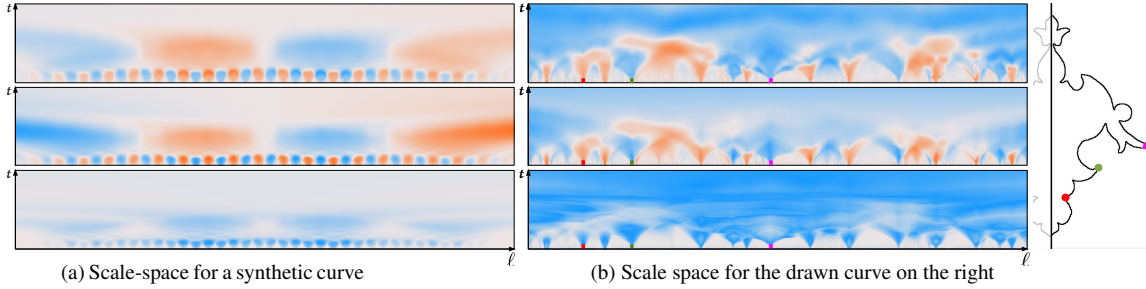 t
t
t
t
t
t
ℓ
ℓ
(a) Scale-space for a synthetic curve
(b) Scale space for the drawn curve on the right